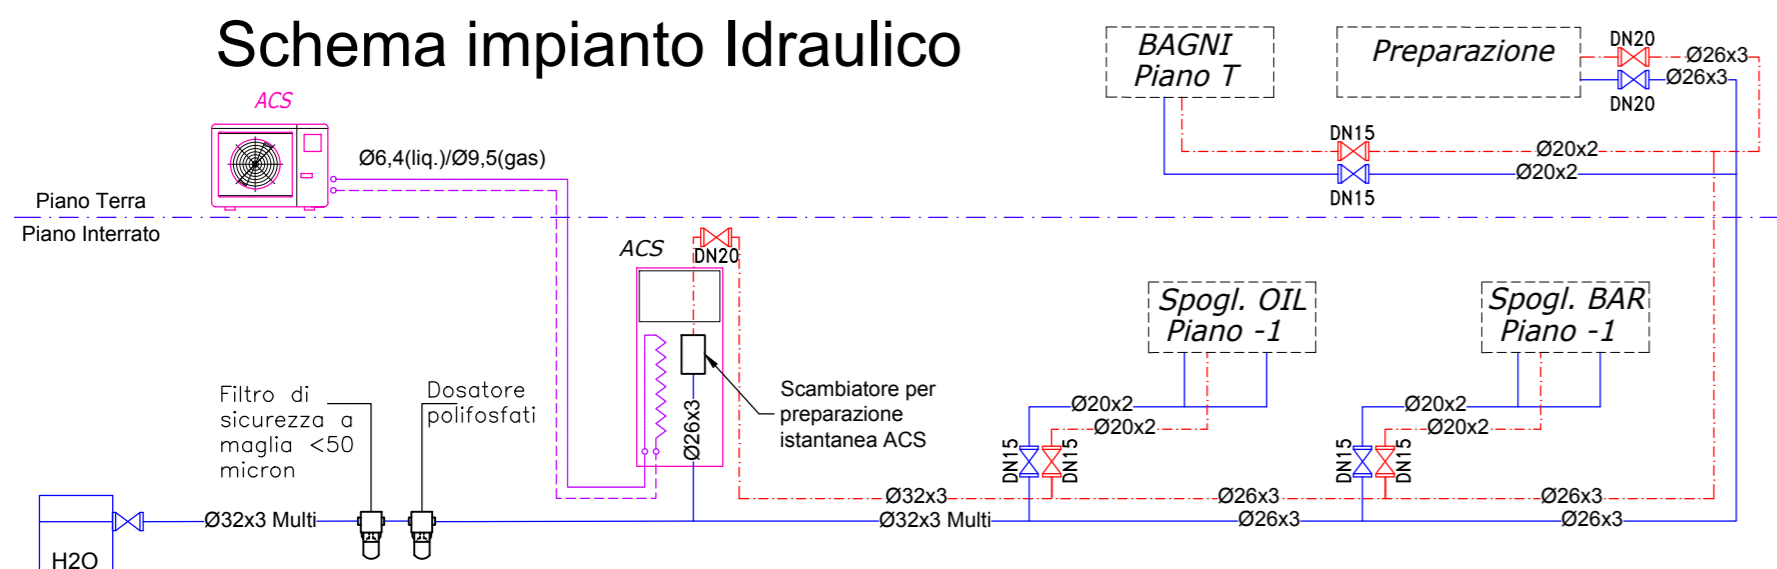 Schema impianto Idraulico
BAGNI
Piano T
Preparazione
DN20
Ø26x3
Ø26x3
DN20
ACS
Ø6,4(liq.)/Ø9,5(gas)
DN15
Ø20x2
Ø20x2
DN15
Piano Terra
Piano Interrato
ACS
DN20
Spogl. OIL
Piano -1
Spogl. BAR
Piano -1
Filtro di
sicurezza a
maglia <50
micron
Dosatore
polifosfati
Ø26x3
Scambiatore per
preparazione
istantanea ACS
Ø20x2
Ø20x2
DN15
DN15
Ø20x2
Ø20x2
DN15
DN15
Ø32x3
Ø26x3
Ø26x3
Ø32x3 Multi
Ø32x3 Multi
Ø26x3
Ø26x3
H2O